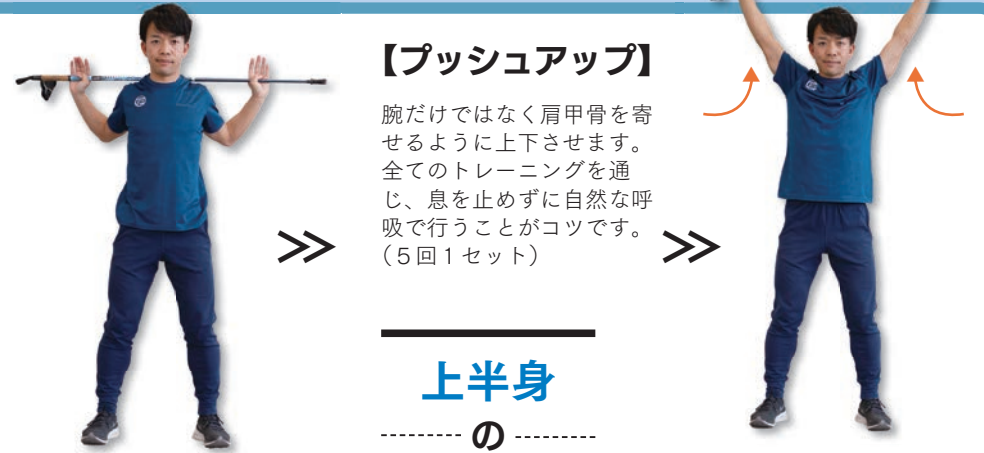 【プッシュアップ】
腕だけではなく肩甲骨を寄
せるように上下させます。
全てのトレーニングを通
じ、息を止めずに自然な呼
吸で行うことがコツです。
（５回１セット）
上半身
の